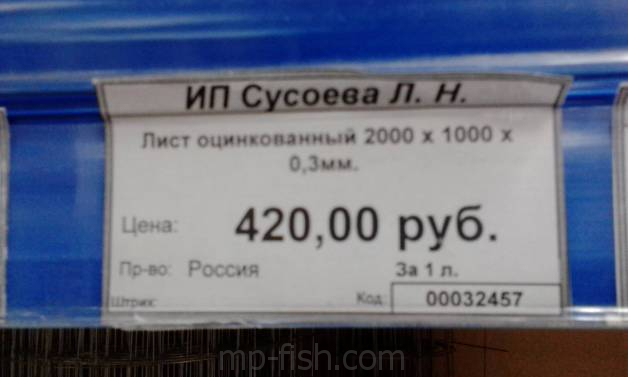 ИП Сусоева Л. Н.
Лист оцинкованный 2000 х 1000 х
0,3мм.
Цена: 420,00 руб.
Пр-во: Россия За 1 л.
Штрих: Код: 00032457
mp-fish.com